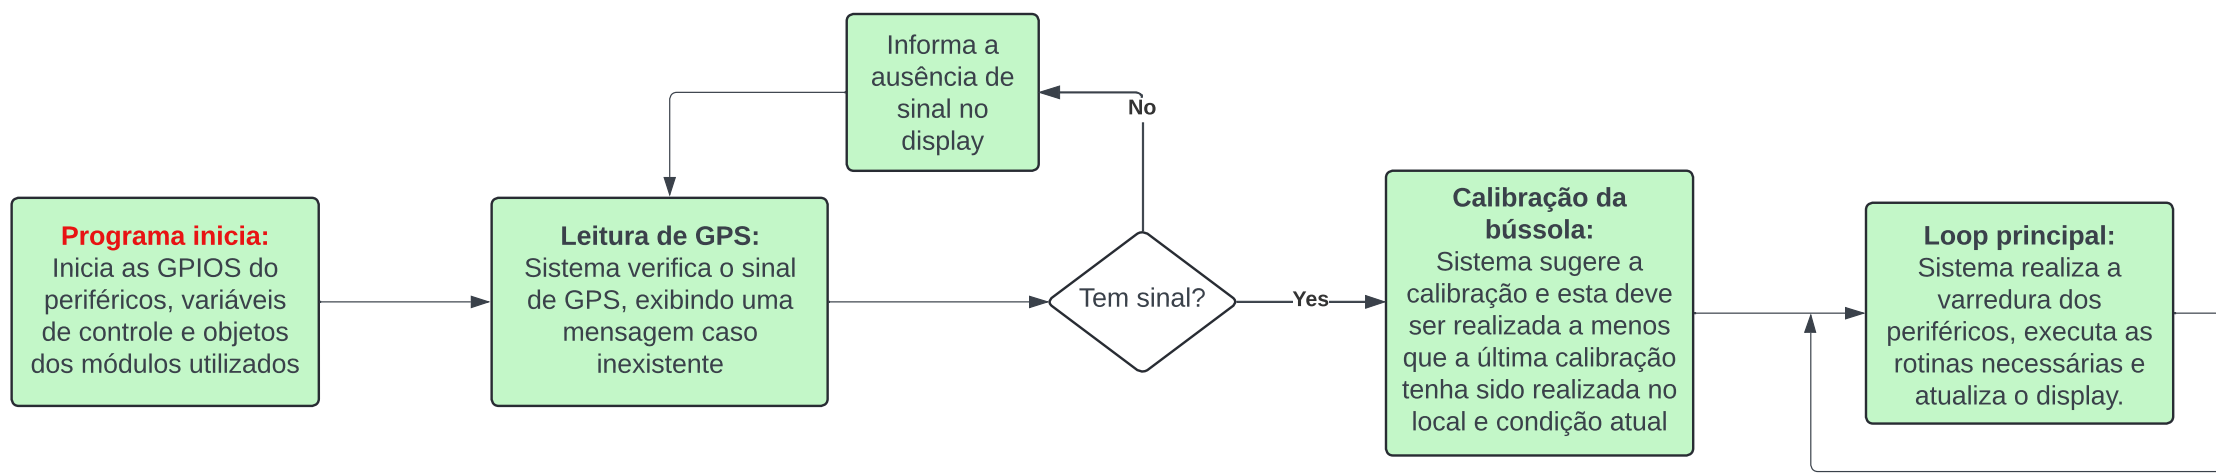 Programa inicia:
Inicia as GPIOS do
periféricos, variáveis
de controle e objetos
dos módulos utilizados
Leitura de GPS:
Sistema verifica o sinal
de GPS, exibindo uma
mensagem caso
inexistente
Informa a
ausência de
sinal no
display
No
Tem sinal?
Yes
Calibração da
bússola:
Sistema sugere a
calibração e esta deve
ser realizada a menos
que a última calibração
tenha sido realizada no
local e condição atual
Loop principal:
Sistema realiza a
varredura dos
periféricos, executa as
rotinas necessárias e
atualiza o display.